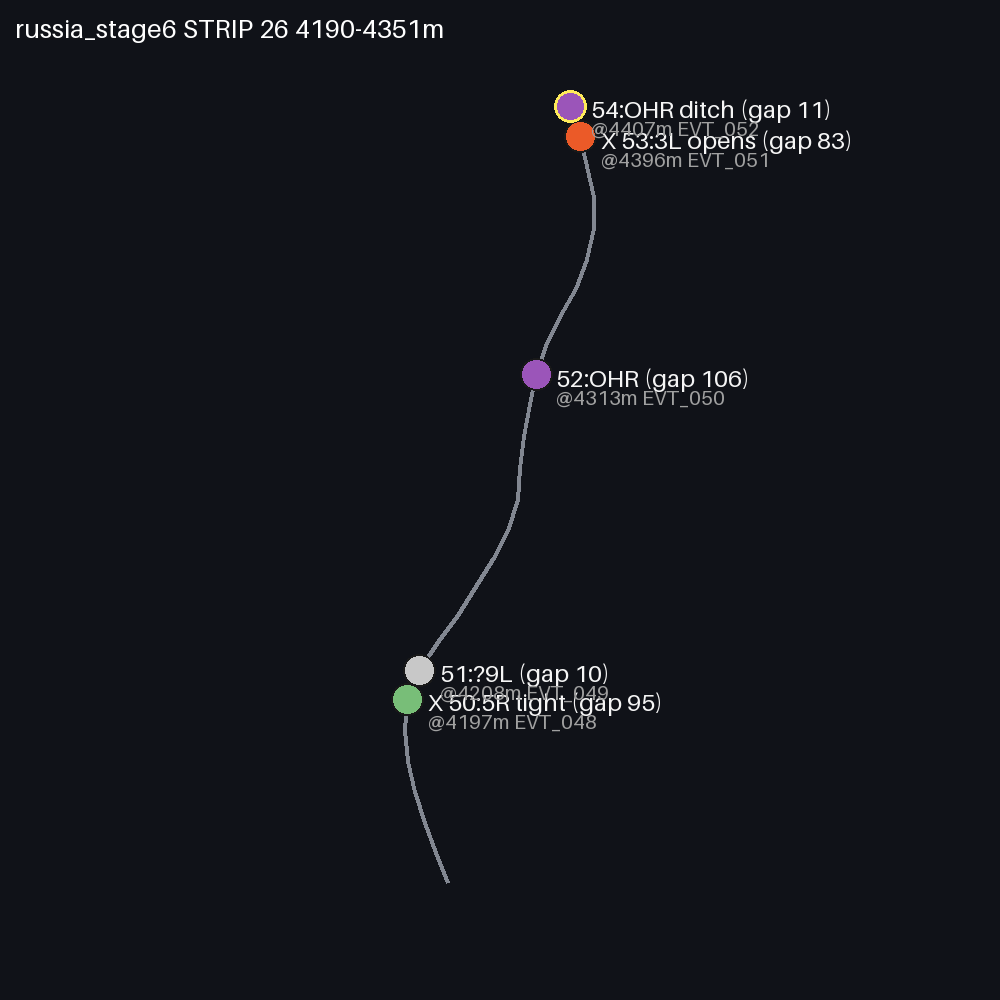 russia_stage6 STRIP 26 4190-4351m
54:OHR ditch (gap 11)
@4407m EVT_052
X 53:3L opens (gap 83)
@4396m EVT_051
52:OHR (gap 106)
@4313m EVT_050
51:?9L (gap 10)
@4208m EVT_049
X 50:5R tight (gap 95)
@4197m EVT_048